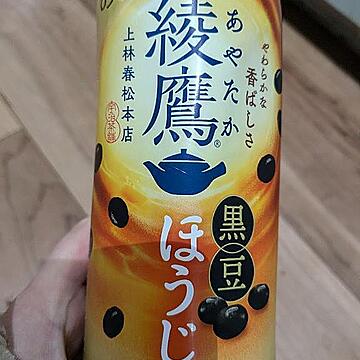 やわらかな
香ばしさ
あやたか
綾鷹®
上林春松本店
黒豆
ほうじ